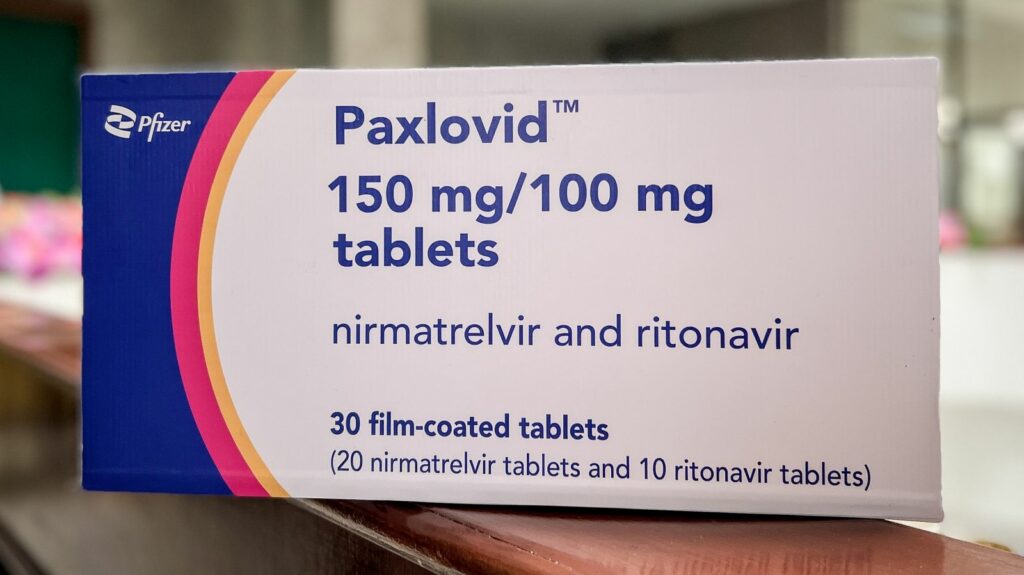 Pfizer
Paxlovid™
150 mg/100 mg
tablets
nirmatrelvir and ritonavir
30 film-coated tablets
(20 nirmatrelvir tablets and 10 ritonavir tablets)